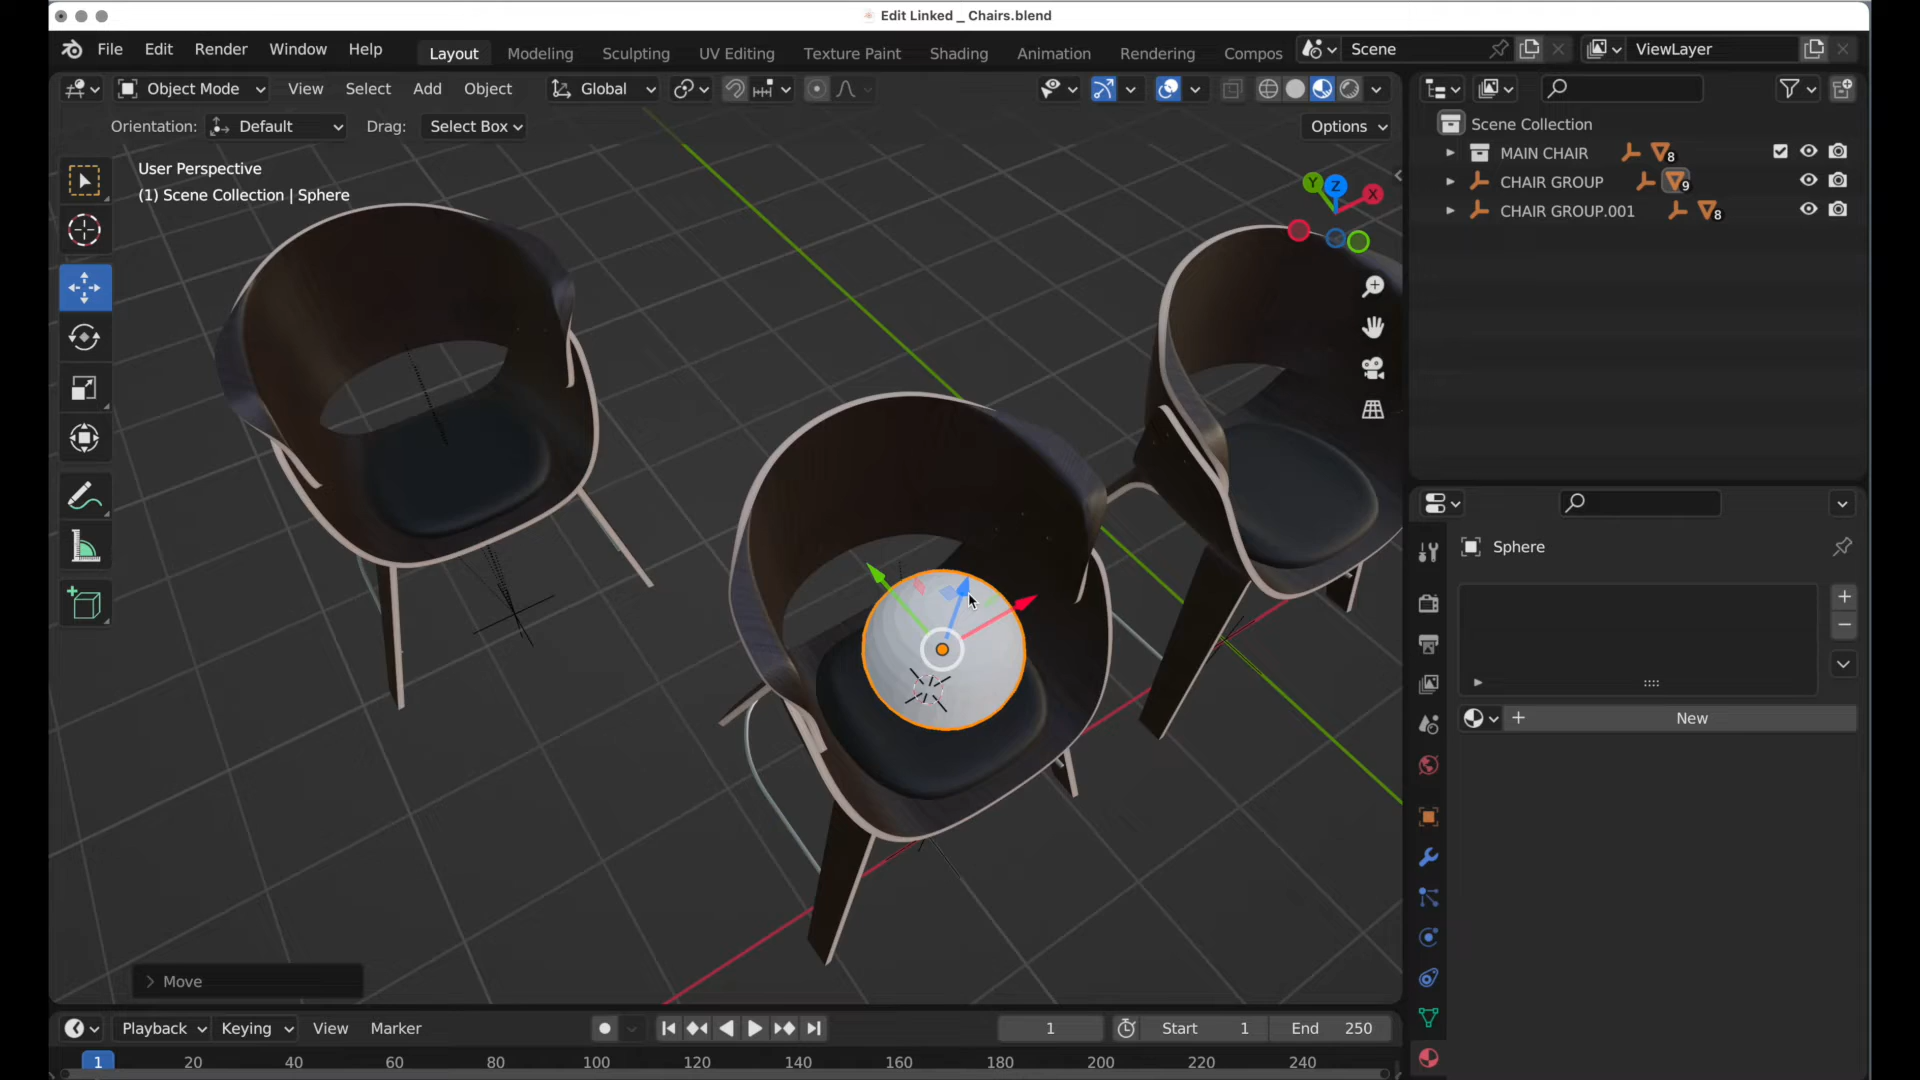 Edit Linked _ Chairs.blend
File Edit Render Window Help Layout Modeling Sculpting UV Editing Texture Paint Shading Animation Rendering Compos Scene ViewLayer
Object Mode View Select Add Object Global
Orientation: Default Drag: Select Box Options
User Perspective
(1) Scene Collection | Sphere
Y Z X
Scene Collection
MAIN CHAIR 8
CHAIR GROUP 9
CHAIR GROUP.001 8
Sphere
New
Move
Playback Keying View Marker 1 Start 1 End 250
1 20 40 60 80 100 120 140 160 180 200 220 240